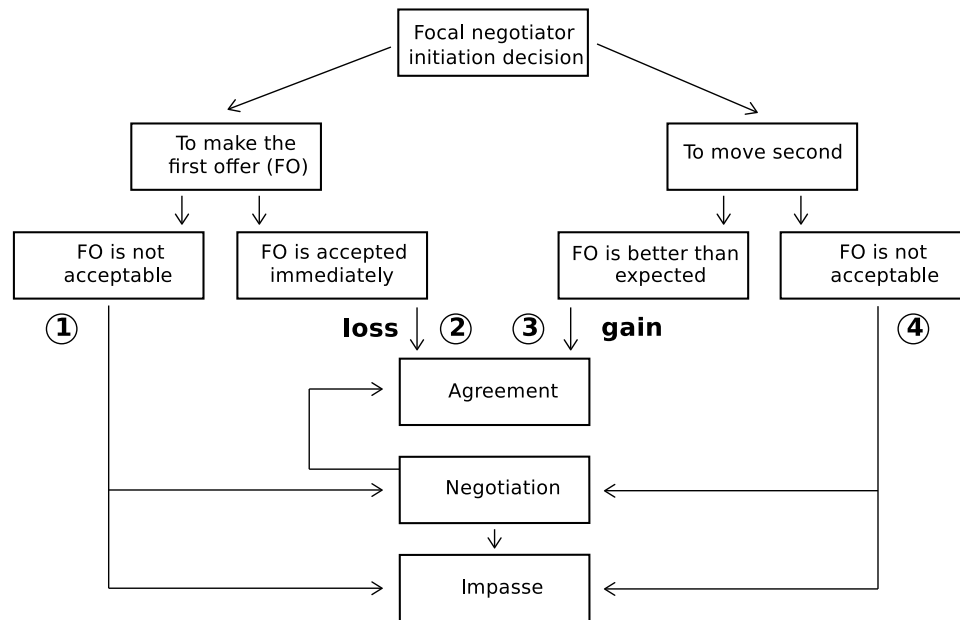 Focal negotiator
initiation decision
To make the
first offer (FO)
To move second
FO is not
acceptable
FO is accepted
immediately
FO is better than
expected
FO is not
acceptable
①
loss
②
③
gain
④
Agreement
Negotiation
Impasse